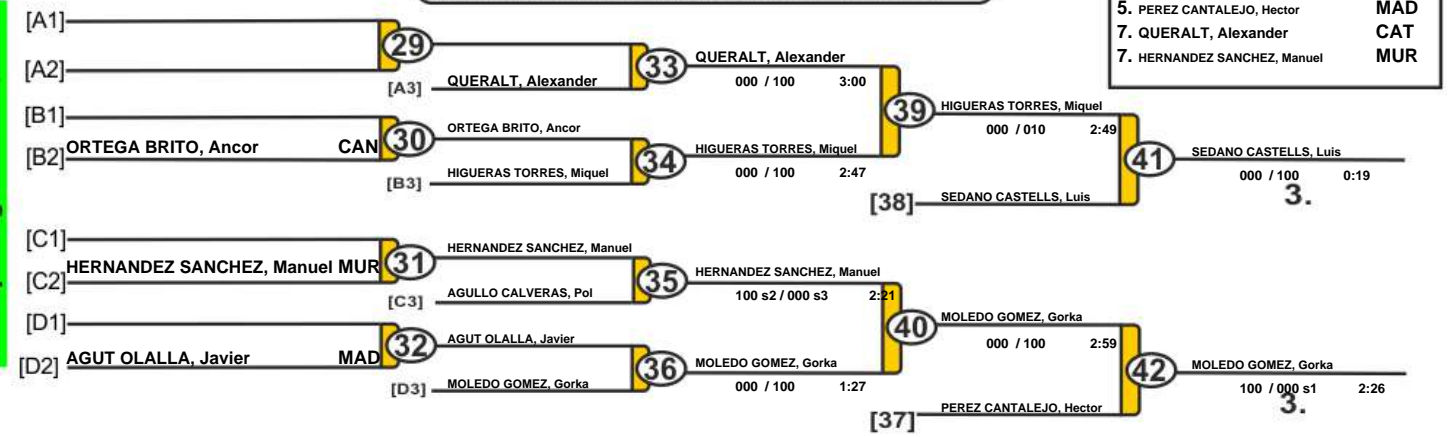 5. PEREZ CANTALEJO, Hector MAD
7. QUERALT, Alexander CAT
7. HERNANDEZ SANCHEZ, Manuel MUR
[A1]
29
[A2]
[A3] QUERALT, Alexander
33
QUERALT, Alexander
000 / 100 3:00
[B1]
[B2] ORTEGA BRITO, Ancor CAN
30
ORTEGA BRITO, Ancor
[B3] HIGUERAS TORRES, Miquel
34
HIGUERAS TORRES, Miquel
000 / 100 2:47
39
HIGUERAS TORRES, Miquel
000 / 010 2:49
[38] SEDANO CASTELLS, Luis
41
SEDANO CASTELLS, Luis
000 / 100 0:19
3.
[C1]
[C2] HERNANDEZ SANCHEZ, Manuel MUR
31
HERNANDEZ SANCHEZ, Manuel
[C3] AGULLO CALVERAS, Pol
35
HERNANDEZ SANCHEZ, Manuel
100 s2 / 000 s3 2:21
[D1]
[D2] AGUT OLALLA, Javier MAD
32
AGUT OLALLA, Javier
[D3] MOLEDO GOMEZ, Gorka
36
MOLEDO GOMEZ, Gorka
000 / 100 1:27
40
MOLEDO GOMEZ, Gorka
000 / 100 2:59
[37] PEREZ CANTALEJO, Hector
42
MOLEDO GOMEZ, Gorka
100 / 000 s1 2:26
3.